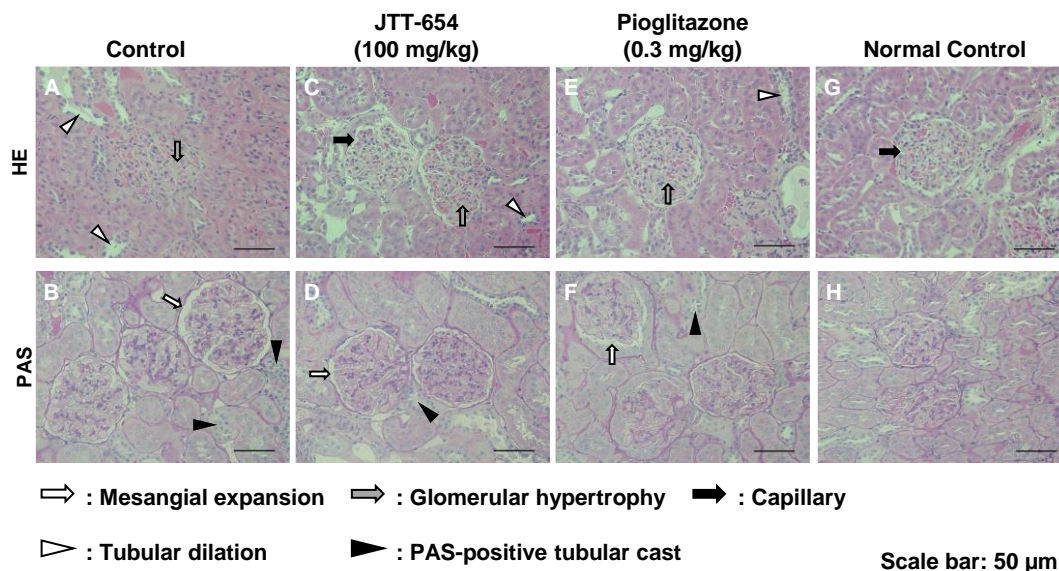 JTT-654
Pioglitazone
Control
(100 mg/kg)
(0.3 mg/kg)
Normal Control
HE
A
C
E
G
PAS
B
D
F
H
: Mesangial expansion
: Glomerular hypertrophy
: Capillary
: Tubular dilation
: PAS-positive tubular cast
Scale bar: 50 µm